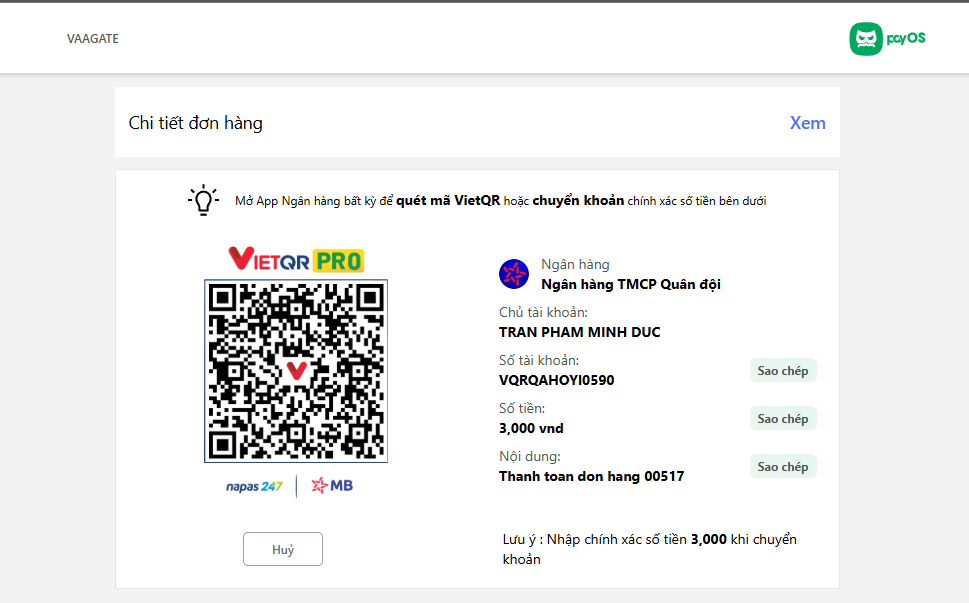 VAAGATE
payOS
Chi tiết đơn hàng
Xem
Mở App Ngân hàng bất kỳ để quét mã VietQR hoặc chuyển khoản chính xác số tiền bên dưới
VIETQR PRO
napas 247 | MB
Huỷ
Ngân hàng
Ngân hàng TMCP Quân đội
Chủ tài khoản:
TRAN PHAM MINH DUC
Số tài khoản:
VQRQAHOYI0590
Sao chép
Số tiền:
3,000 vnd
Sao chép
Nội dung:
Thanh toan don hang 00517
Sao chép
Lưu ý : Nhập chính xác số tiền 3,000 khi chuyển
khoản